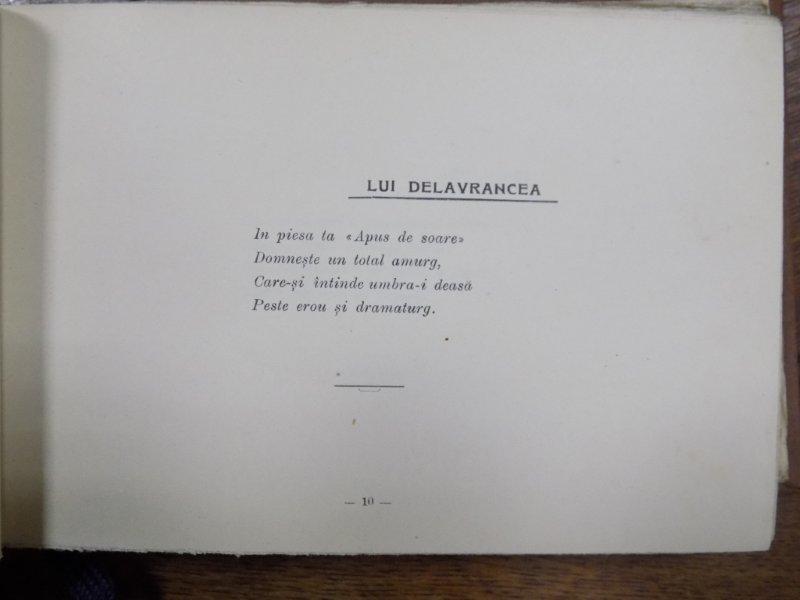 LUI DELAVRANCEA
In piesa ta «Apus de soare»
Domnește un total amurg,
Care-și întinde umbra-i deasă
Peste erou și dramaturg.
— 10 —